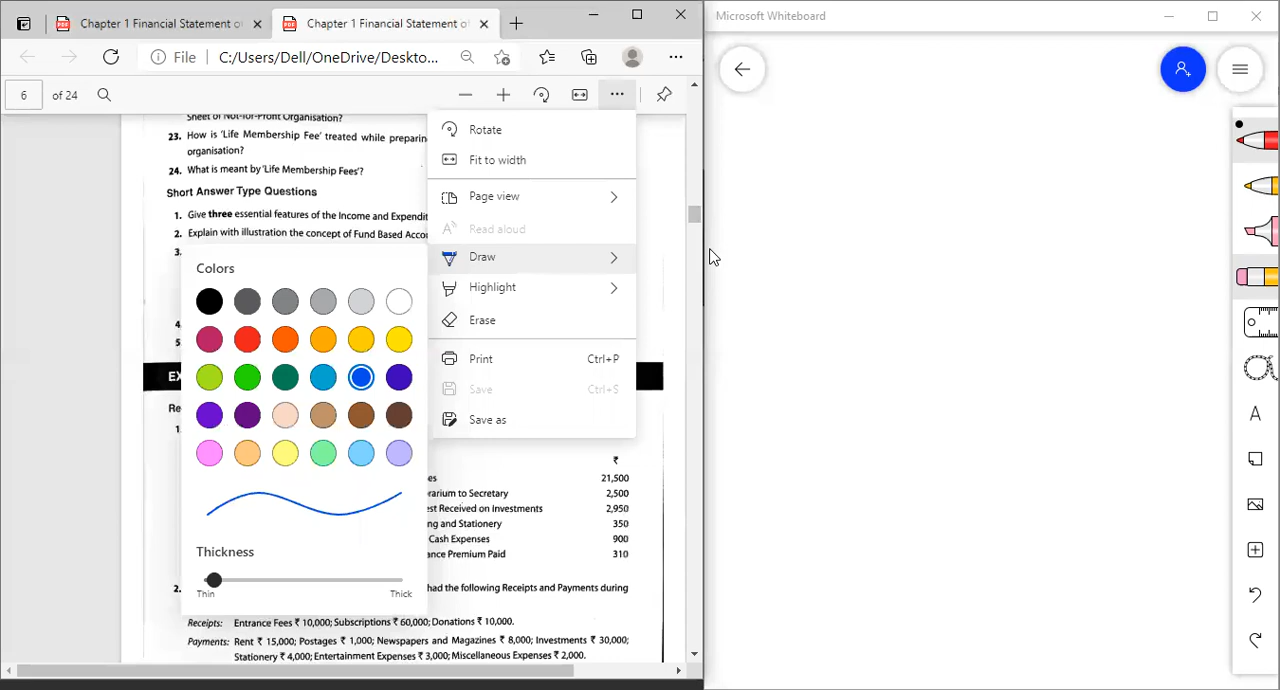 Chapter 1 Financial Statement o
Chapter 1 Financial Statement of
Microsoft Whiteboard
File
C:/Users/Dell/OneDrive/Deskto...
6 of 24
Sheet of Not-for-Profit Organisation?
23. How is 'Life Membership Fee' treated while preparin
organisation?
24. What is meant by 'Life Membership Fees'?
Short Answer Type Questions
1. Give three essential features of the Income and Expendit
2. Explain with illustration the concept of Fund Based Acco
3.
4.
5
EX
Re
1.
Rotate
Fit to width
Page view
Read aloud
Draw
Highlight
Erase
Print Ctrl+P
Save Ctrl+S
Save as
Colors
Thickness
Thin Thick
₹
es 21,500
rarium to Secretary 2,500
est Received on Investments 2,950
ng and Stationery 350
Cash Expenses 900
ance Premium Paid 310
2. had the following Receipts and Payments during
Receipts: Entrance Fees ₹ 10,000; Subscriptions ₹ 60,000; Donations ₹ 10,000.
Payments: Rent ₹ 15,000; Postages ₹ 1,000; Newspapers and Magazines ₹ 8,000; Investments ₹ 30,000;
Stationery ₹ 4,000; Entertainment Expenses ₹ 3,000; Miscellaneous Expenses ₹ 2,000.
A